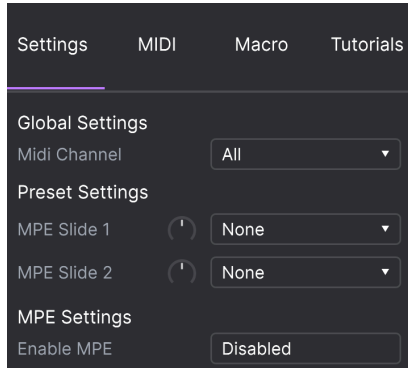 Settings MIDI Macro Tutorials
Global Settings
Midi Channel All
Preset Settings
MPE Slide 1 None
MPE Slide 2 None
MPE Settings
Enable MPE Disabled